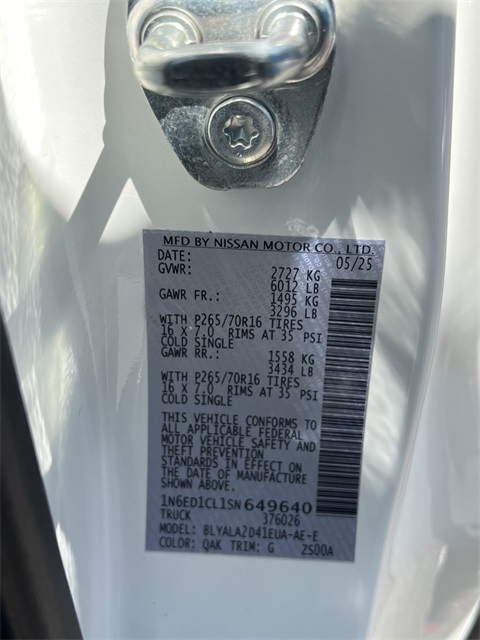 MFD BY NISSAN MOTOR CO., LTD.
DATE: 05/25
GVWR: 2727 KG
6012 LB
GAWR FR.: 1495 KG
3296 LB
WITH P265/70R16 TIRES
16 X 7.0 RIMS AT 35 PSI
COLD SINGLE
GAWR RR.: 1558 KG
3434 LB
WITH P265/70R16 TIRES
16 X 7.0 RIMS AT 35 PSI
COLD SINGLE
THIS VEHICLE CONFORMS TO
ALL APPLICABLE FEDERAL
MOTOR VEHICLE SAFETY AND
THEFT PREVENTION
STANDARDS IN EFFECT ON
THE DATE OF MANUFACTURE
SHOWN ABOVE.
1N6ED1CL1SN649640
TRUCK 376026
MODEL: BLYALA2D41EUA-AE-E
COLOR: QAK TRIM: G 2S00A